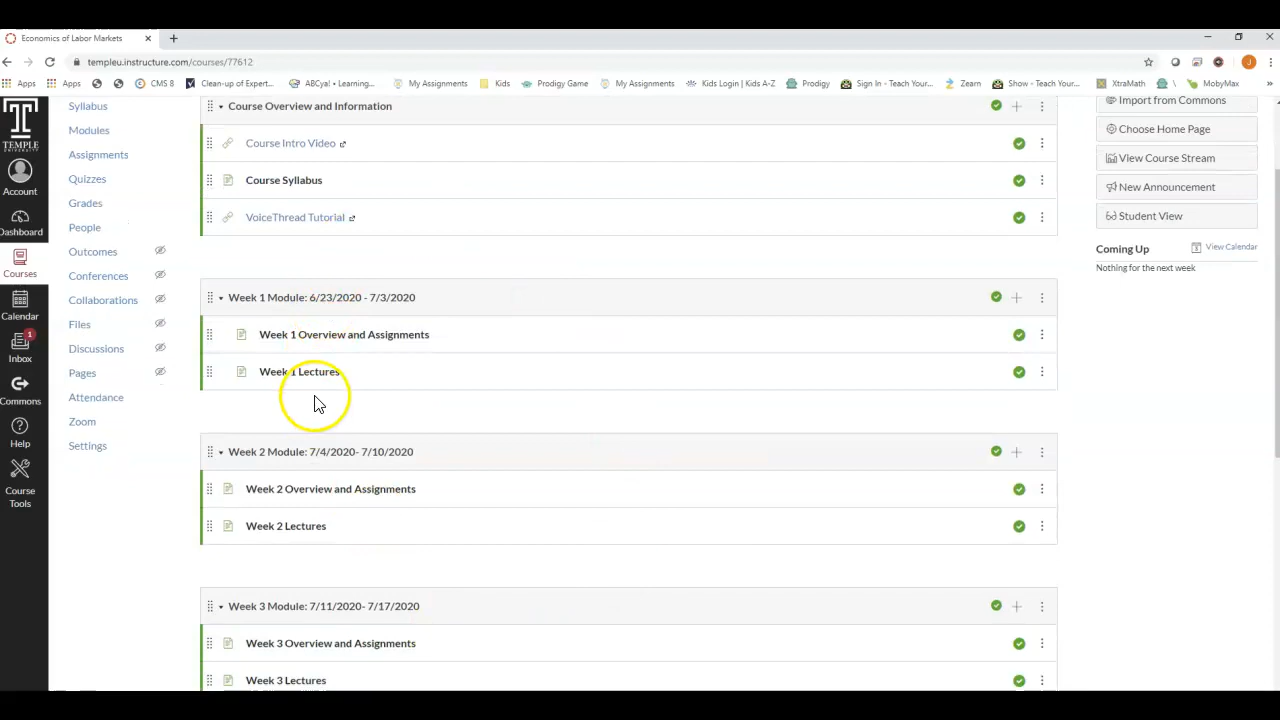 Economics of Labor Markets
templeu.instructure.com/courses/77612
Apps Apps CMS 8 Clean-up of Expert... ABCya! • Learning... My Assignments Kids Prodigy Game My Assignments Kids Login | Kids A-Z Prodigy Sign In - Teach Your... Zearn Show - Teach Your... XtraMath \ MobyMax »
J
TEMPLE
UNIVERSITY
Account
Dashboard
Courses
Calendar
1
Inbox
Commons
Help
Course
Tools
Syllabus
Modules
Assignments
Quizzes
Grades
People
Outcomes
Conferences
Collaborations
Files
Discussions
Pages
Attendance
Zoom
Settings
Course Overview and Information
Course Intro Video
Course Syllabus
VoiceThread Tutorial
Week 1 Module: 6/23/2020 - 7/3/2020
Week 1 Overview and Assignments
Week 1 Lectures
Week 2 Module: 7/4/2020- 7/10/2020
Week 2 Overview and Assignments
Week 2 Lectures
Week 3 Module: 7/11/2020- 7/17/2020
Week 3 Overview and Assignments
Week 3 Lectures
Import from Commons
Choose Home Page
View Course Stream
New Announcement
Student View
Coming Up View Calendar
Nothing for the next week